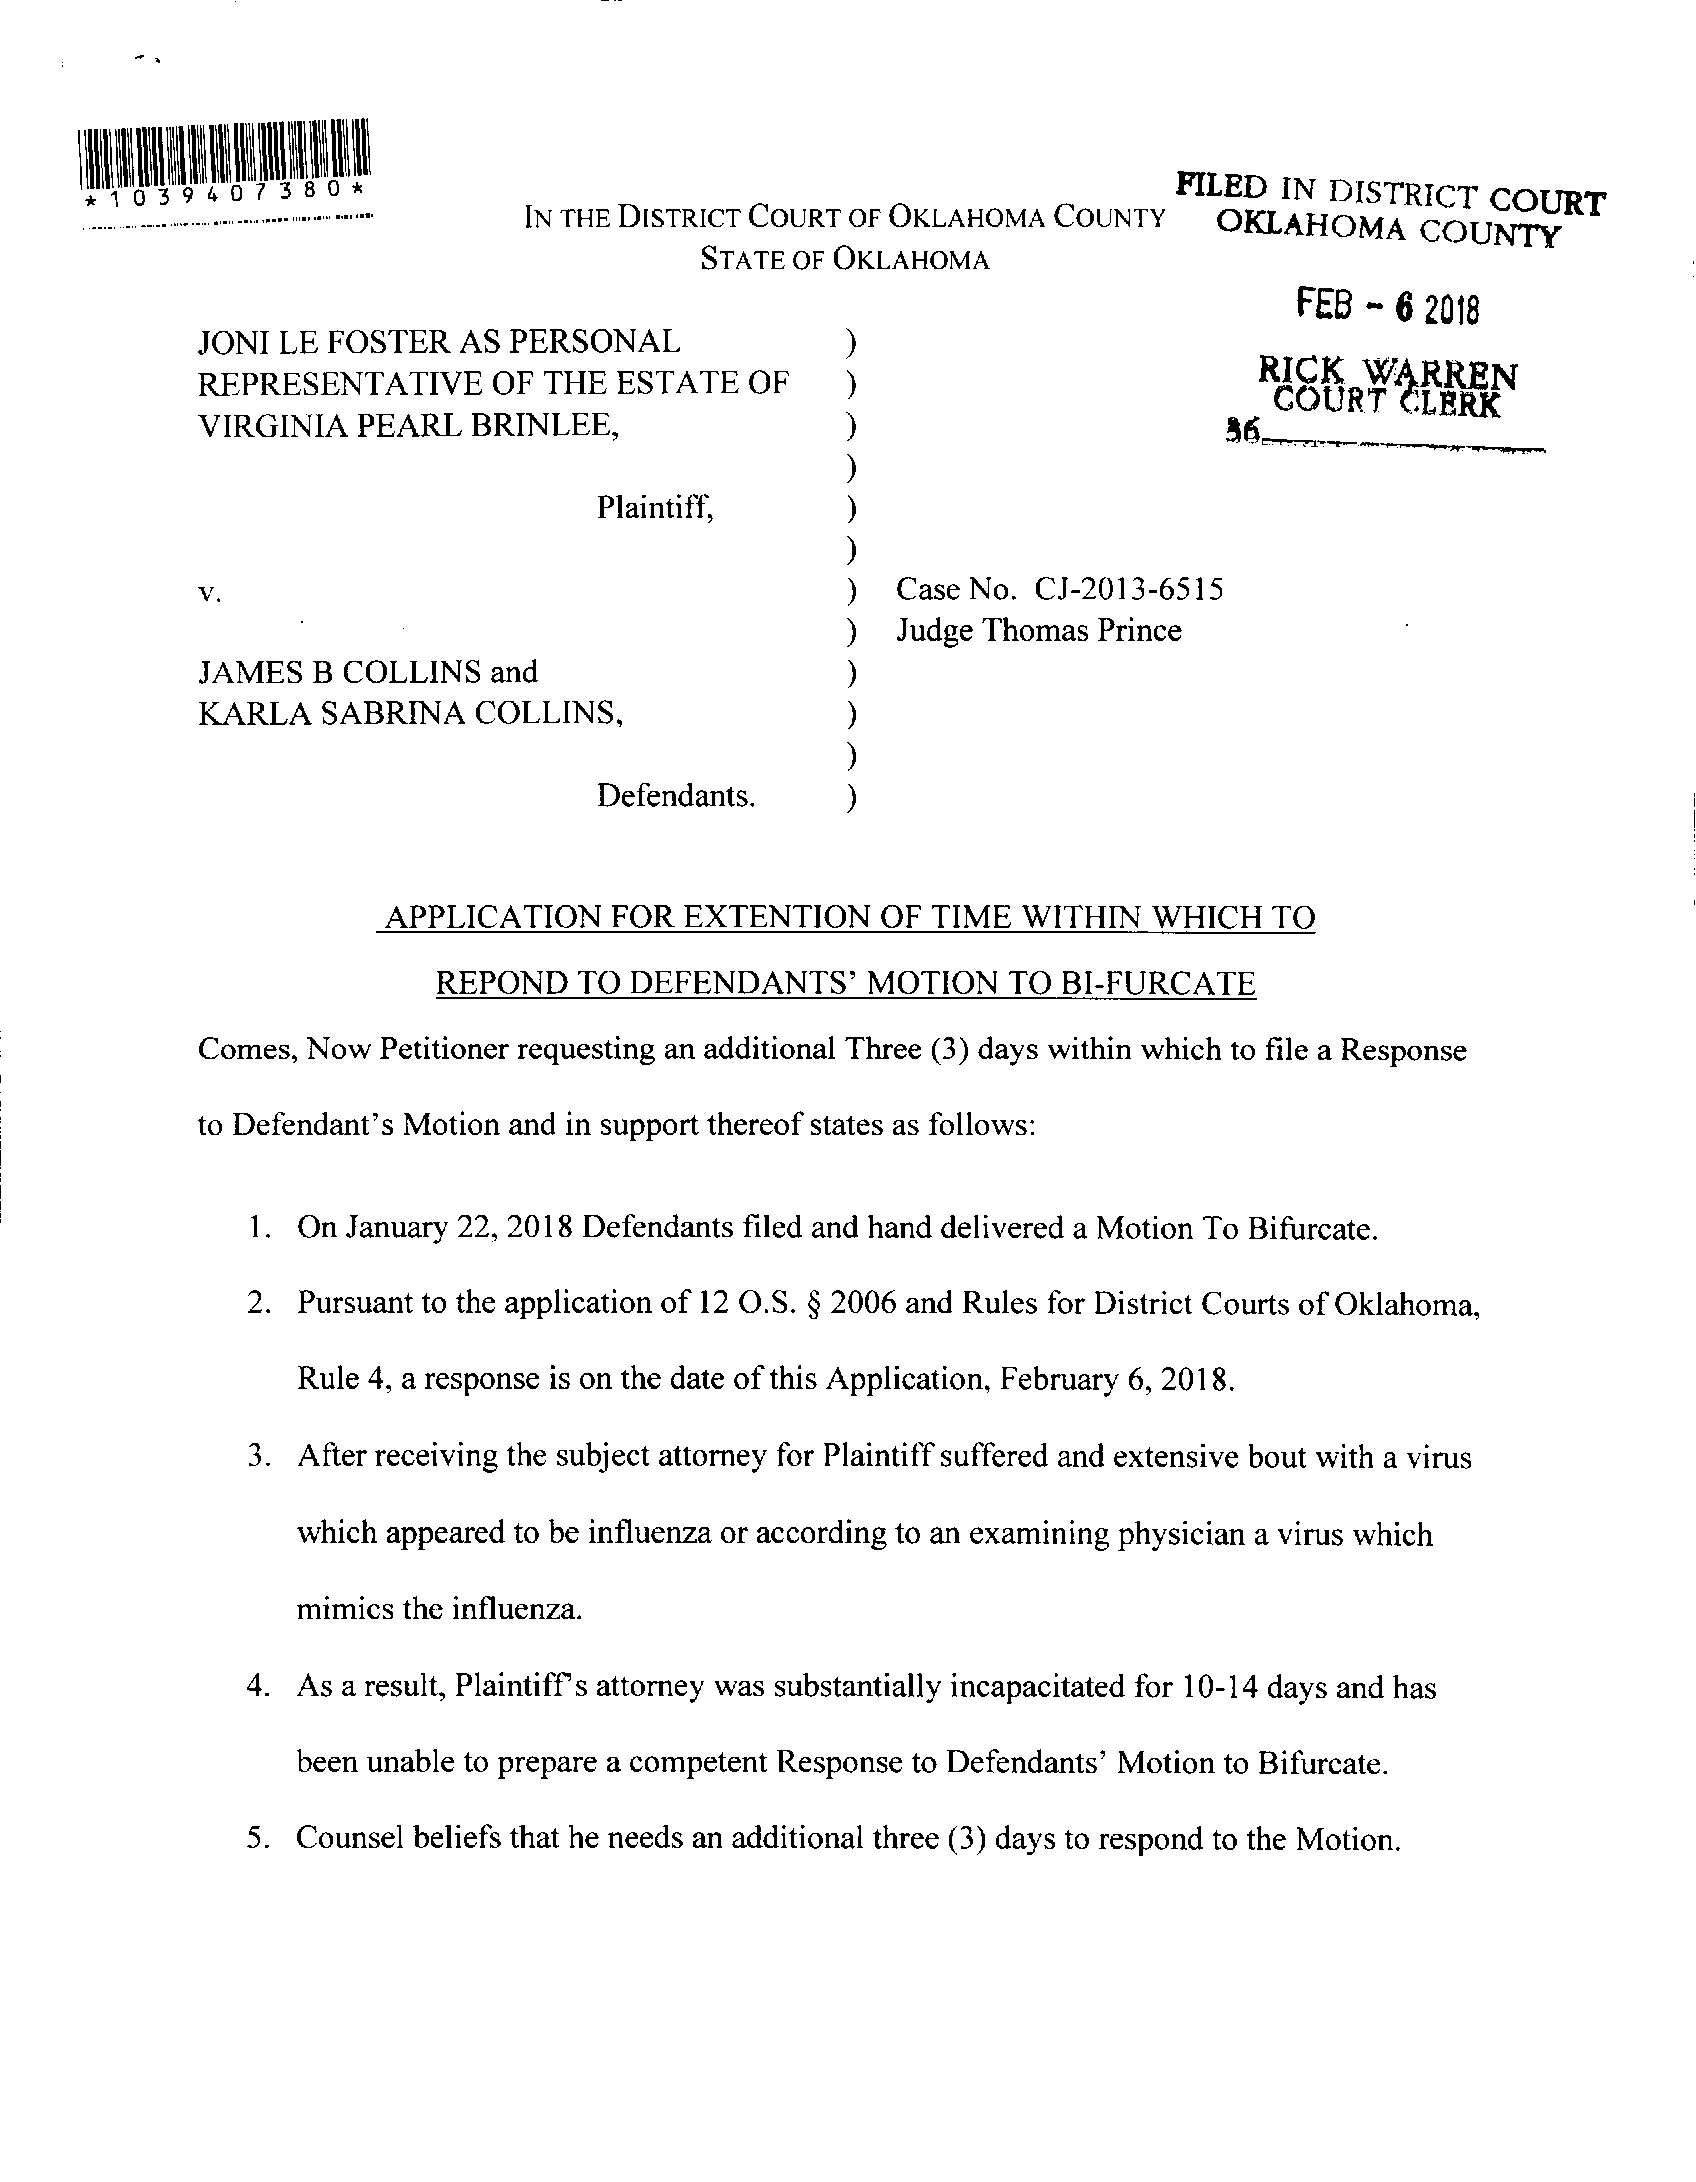 *1039407380*
FILED IN DISTRICT COURT
OKLAHOMA COUNTY
IN THE DISTRICT COURT OF OKLAHOMA COUNTY
STATE OF OKLAHOMA
FEB - 6 2018
RICK WARREN
COURT CLERK
36
JONI LE FOSTER AS PERSONAL )
REPRESENTATIVE OF THE ESTATE OF )
VIRGINIA PEARL BRINLEE, )
)
Plaintiff, )
)
v. ) Case No. CJ-2013-6515
) Judge Thomas Prince
JAMES B COLLINS and )
KARLA SABRINA COLLINS, )
)
Defendants. )
APPLICATION FOR EXTENTION OF TIME WITHIN WHICH TO
REPOND TO DEFENDANTS' MOTION TO BI-FURCATE
Comes, Now Petitioner requesting an additional Three (3) days within which to file a Response
to Defendant's Motion and in support thereof states as follows:
1. On January 22, 2018 Defendants filed and hand delivered a Motion To Bifurcate.
2. Pursuant to the application of 12 O.S. § 2006 and Rules for District Courts of Oklahoma,
Rule 4, a response is on the date of this Application, February 6, 2018.
3. After receiving the subject attorney for Plaintiff suffered and extensive bout with a virus
which appeared to be influenza or according to an examining physician a virus which
mimics the influenza.
4. As a result, Plaintiff's attorney was substantially incapacitated for 10-14 days and has
been unable to prepare a competent Response to Defendants' Motion to Bifurcate.
5. Counsel beliefs that he needs an additional three (3) days to respond to the Motion.